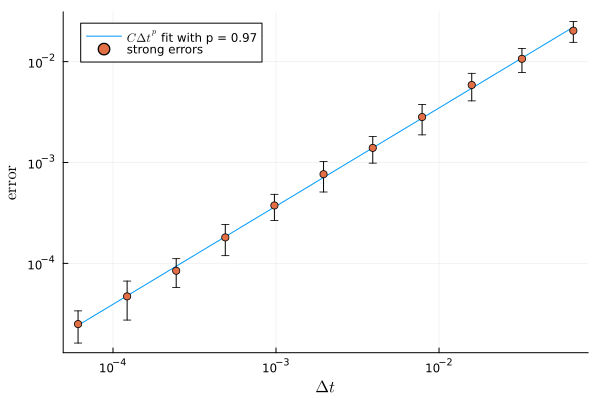 $C\Delta t^p$ fit with p = 0.97
strong errors
error
10⁻²
10⁻³
10⁻⁴
10⁻⁴
10⁻³
10⁻²
Δt